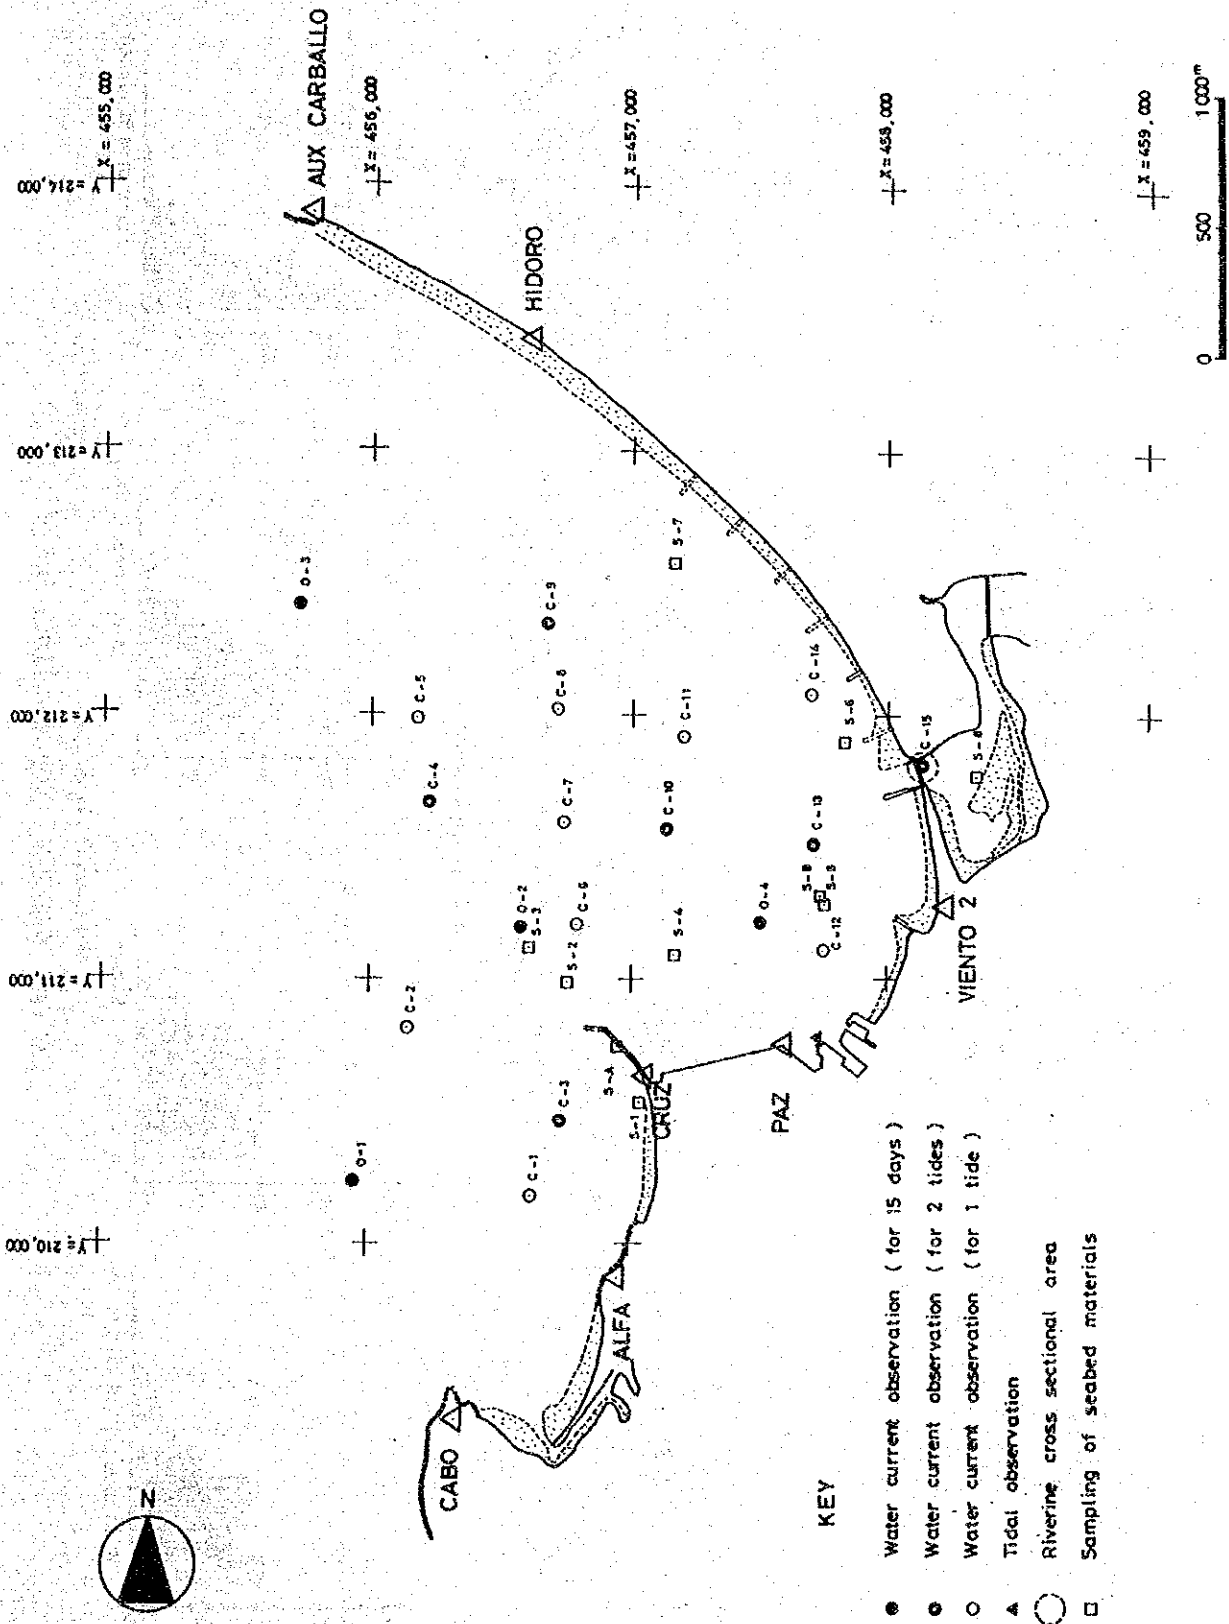 X = 455,000
Y = 214,000
AUX CARBALLO
X = 456,000
HIDORO
X = 457,000
X = 458,000
X = 459,000
0 500 1000m
Y = 213,000
O-3
C-9
S-7
Y = 212,000
C-5
C-8
C-4
C-7
C-11
C-14
C-10
S-6
C-15
C-13
O-2
S-3
C-6
O-4
S-B
S-2
S-4
C-12
VIENTO 2
Y = 211,000
C-2
S-A
C-3
S-1
CRUZ
PAZ
O-1
C-1
Y = 210,000
ALFA
CABO
N
KEY
Water current observation ( for 15 days )
Water current observation ( for 2 tides )
Water current observation ( for 1 tide )
Tidal observation
Riverine cross sectional area
Sampling of seabed materials